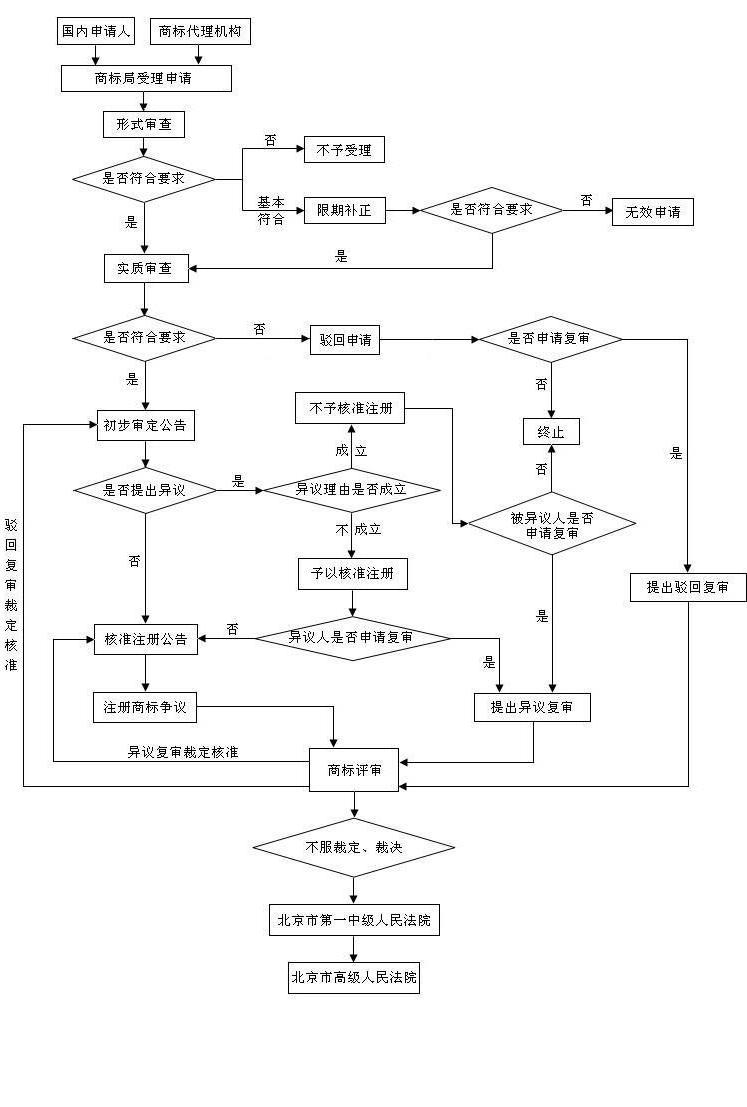 国内申请人
商标代理机构
商标局受理申请
形式审查
是否符合要求
否
不予受理
基本
符合
限期补正
是否符合要求
否
无效申请
是
是
实质审查
是否符合要求
否
驳回申请
是否申请复审
是
否
是
初步审定公告
不予核准注册
终止
成立
否
是否提出异议
是
异议理由是否成立
被异议人是否
申请复审
不成立
否
予以核准注册
提出驳回复审
驳回复审裁定核准
核准注册公告
否
异议人是否申请复审
是
是
注册商标争议
提出异议复审
异议复审裁定核准
商标评审
不服裁定、裁决
北京市第一中级人民法院
北京市高级人民法院